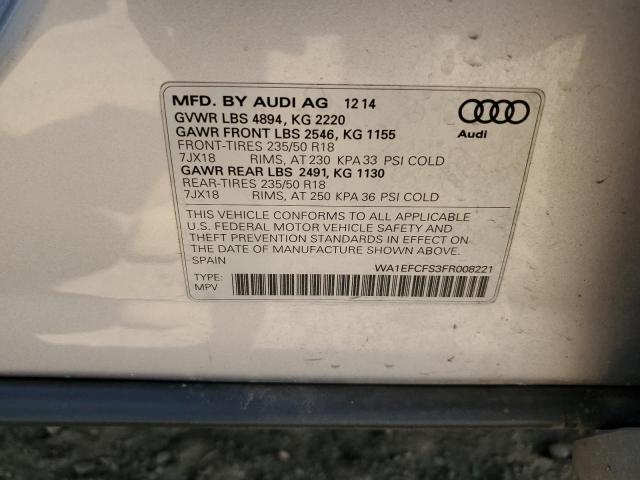 MFD. BY AUDI AG 12 14
GVWR LBS 4894, KG 2220
GAWR FRONT LBS 2546, KG 1155
FRONT-TIRES 235/50 R18
7JX18 RIMS, AT 230 KPA 33 PSI COLD
GAWR REAR LBS 2491, KG 1130
REAR-TIRES 235/50 R18
7JX18 RIMS, AT 250 KPA 36 PSI COLD
Audi
THIS VEHICLE CONFORMS TO ALL APPLICABLE
U.S. FEDERAL MOTOR VEHICLE SAFETY AND
THEFT PREVENTION STANDARDS IN EFFECT ON
THE DATE OF MANUFACTURE SHOWN ABOVE.
SPAIN WA1EFCFS3FR008221
TYPE:
MPV